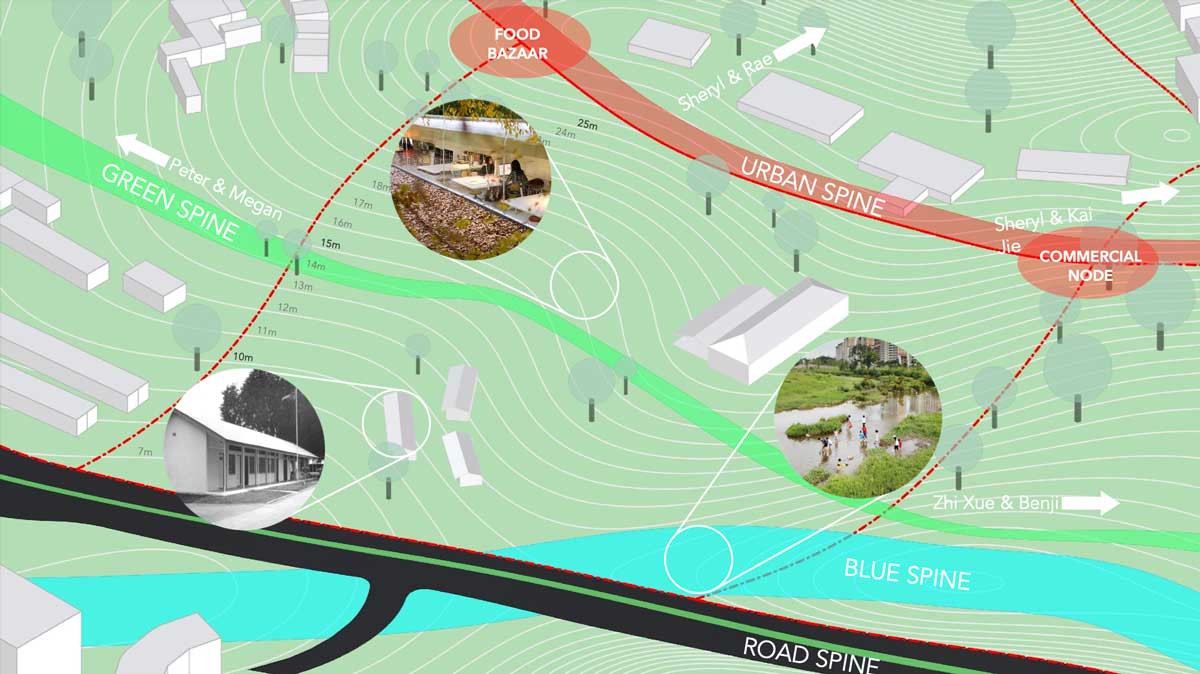 FOOD
BAZAAR
Sheryl & Rae
25m
24m
Peter & Megan
GREEN SPINE
18m
17m
16m
15m
14m
13m
12m
11m
10m
7m
URBAN SPINE
Sheryl & Kai
Jie
COMMERCIAL
NODE
Zhi Xue & Benji
BLUE SPINE
ROAD SPINE